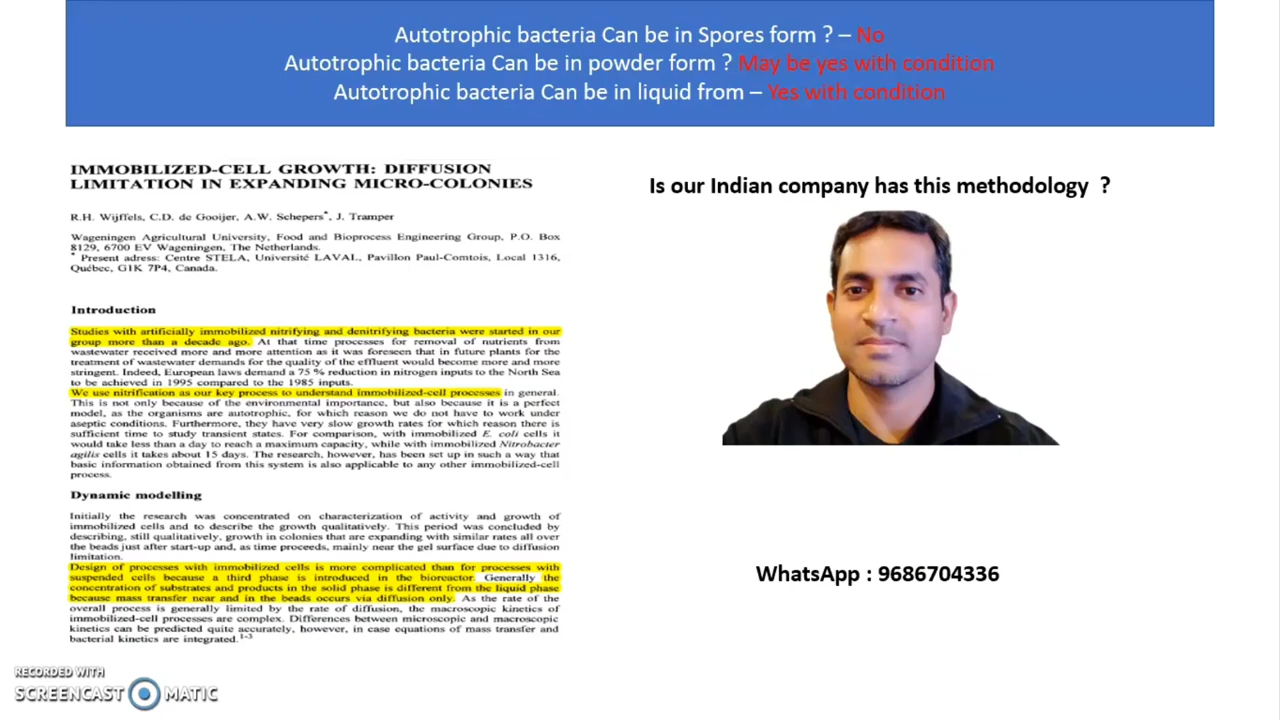 Autotrophic bacteria Can be in Spores form ? – No
Autotrophic bacteria Can be in powder form ? May be yes with condition
Autotrophic bacteria Can be in liquid from – Yes with condition
IMMOBILIZED-CELL GROWTH: DIFFUSION
LIMITATION IN EXPANDING MICRO-COLONIES
R.H. Wijffels, C.D. de Gooijer, A.W. Schepers*, J. Tramper
Wageningen Agricultural University, Food and Bioprocess Engineering Group, P.O. Box
8129, 6700 EV Wageningen, The Netherlands.
* Present adress: Centre STELA, Université LAVAL, Pavillon Paul-Comtois, Local 1316,
Québec, G1K 7P4, Canada.
Introduction
Studies with artificially immobilized nitrifying and denitrifying bacteria were started in our
group more than a decade ago. At that time processes for removal of nutrients from
wastewater received more and more attention as it was foreseen that in future plants for the
treatment of wastewater demands for the quality of the effluent would become more and more
stringent. Indeed, European laws demand a 75 % reduction in nitrogen inputs to the North Sea
to be achieved in 1995 compared to the 1985 inputs.
We use nitrification as our key process to understand immobilized-cell processes in general.
This is not only because of the environmental importance, but also because it is a perfect
model, as the organisms are autotrophic, for which reason we do not have to work under
aseptic conditions. Furthermore, they have very slow growth rates for which reason there is
sufficient time to study transient states. For comparison, with immobilized E. coli cells it
would take less than a day to reach a maximum capacity, while with immobilized Nitrobacter
agilis cells it takes about 15 days. The research, however, has been set up in such a way that
basic information obtained from this system is also applicable to any other immobilized-cell
process.
Dynamic modelling
Initially the research was concentrated on characterization of activity and growth of
immobilized cells and to describe the growth qualitatively. This period was concluded by
describing, still qualitatively, growth in colonies that are expanding with similar rates all over
the beads just after start-up and, as time proceeds, mainly near the gel surface due to diffusion
limitation.
Design of processes with immobilized cells is more complicated than for processes with
suspended cells because a third phase is introduced in the bioreactor. Generally the
concentration of substrates and products in the solid phase is different from the liquid phase
because mass transfer near and in the beads occurs via diffusion only. As the rate of the
overall process is generally limited by the rate of diffusion, the macroscopic kinetics of
immobilized-cell processes are complex. Differences between microscopic and macroscopic
kinetics can be predicted quite accurately, however, in case equations of mass transfer and
bacterial kinetics are integrated.1-3
Is our Indian company has this methodology ?
WhatsApp : 9686704336
RECORDED WITH
SCREENCAST MATIC